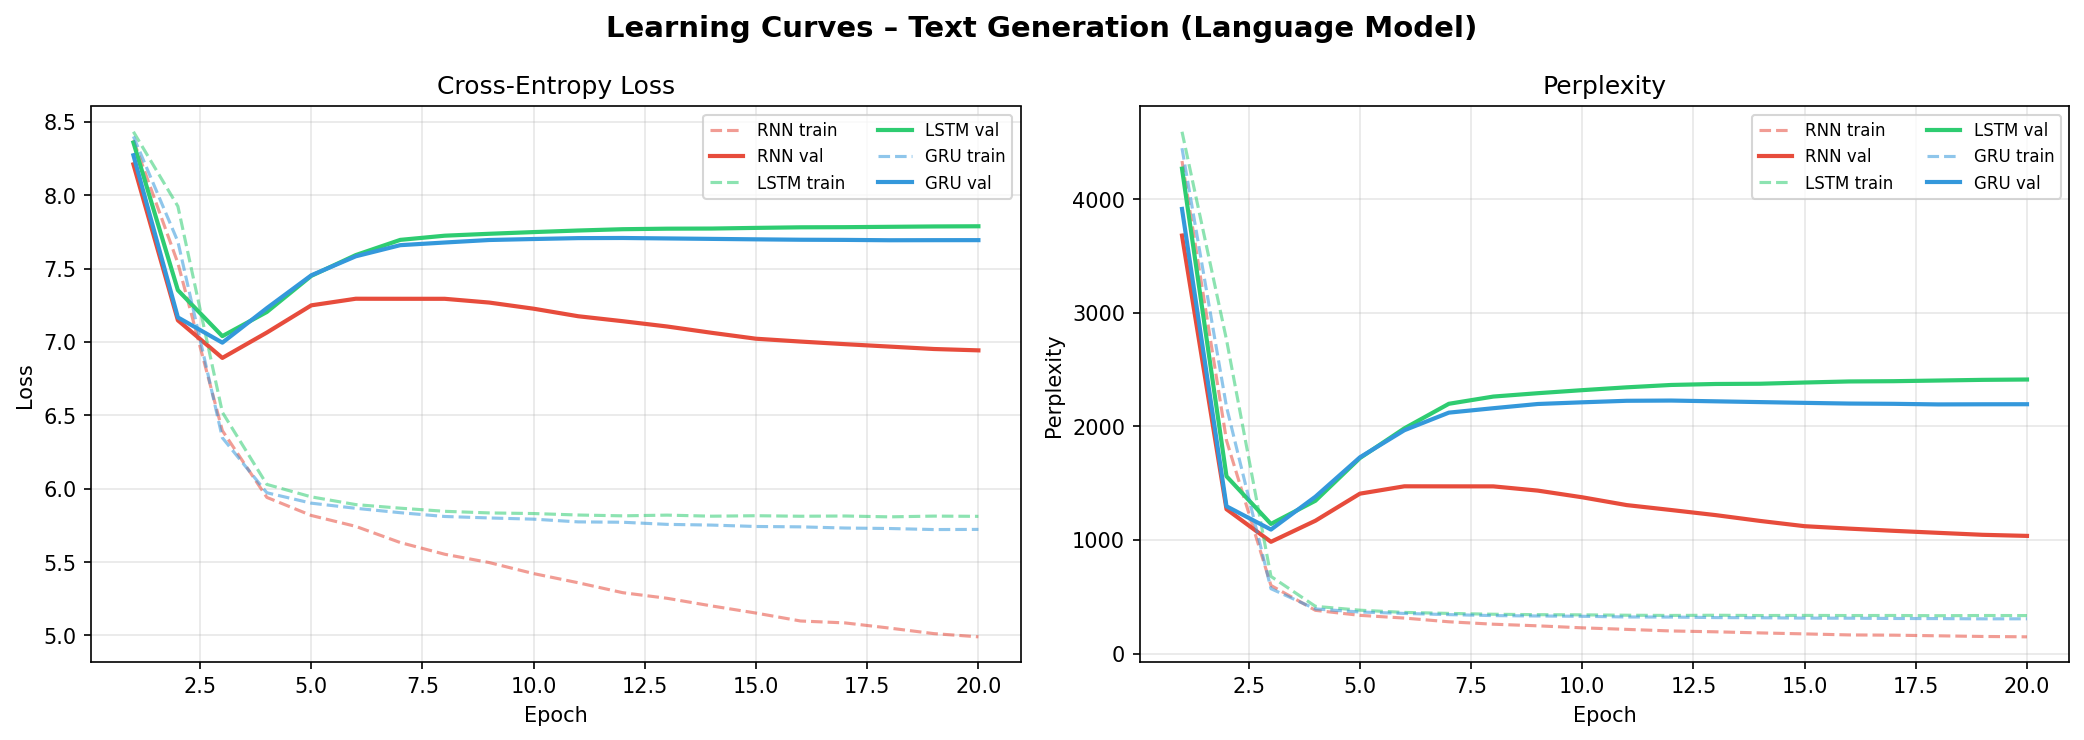 Learning Curves – Text Generation (Language Model)
Cross-Entropy Loss
RNN train
RNN val
LSTM train
LSTM val
GRU train
GRU val
8.5
8.0
7.5
7.0
6.5
6.0
5.5
5.0
Loss
2.5 5.0 7.5 10.0 12.5 15.0 17.5 20.0
Epoch
Perplexity
RNN train
RNN val
LSTM train
LSTM val
GRU train
GRU val
4000
3000
2000
1000
0
Perplexity
2.5 5.0 7.5 10.0 12.5 15.0 17.5 20.0
Epoch